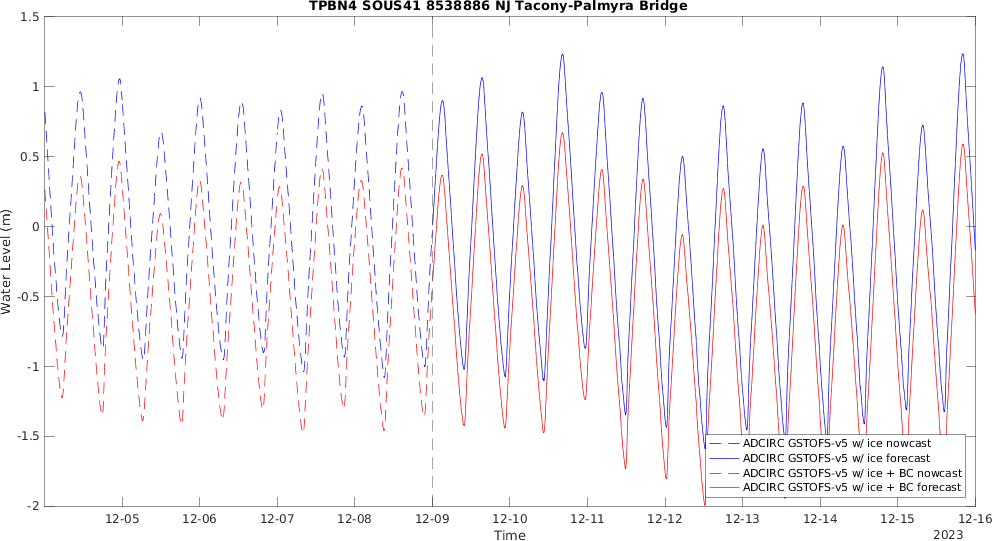 TPBN4 SOUS41 8538886 NJ Tacony-Palmyra Bridge
1.5
1
0.5
0
-0.5
-1
-1.5
-2
Water Level (m)
ADCIRC GSTOFS-v5 w/ ice nowcast
ADCIRC GSTOFS-v5 w/ ice forecast
ADCIRC GSTOFS-v5 w/ ice + BC nowcast
ADCIRC GSTOFS-v5 w/ ice + BC forecast
12-05 12-06 12-07 12-08 12-09 12-10 12-11 12-12 12-13 12-14 12-15 12-16
Time
2023